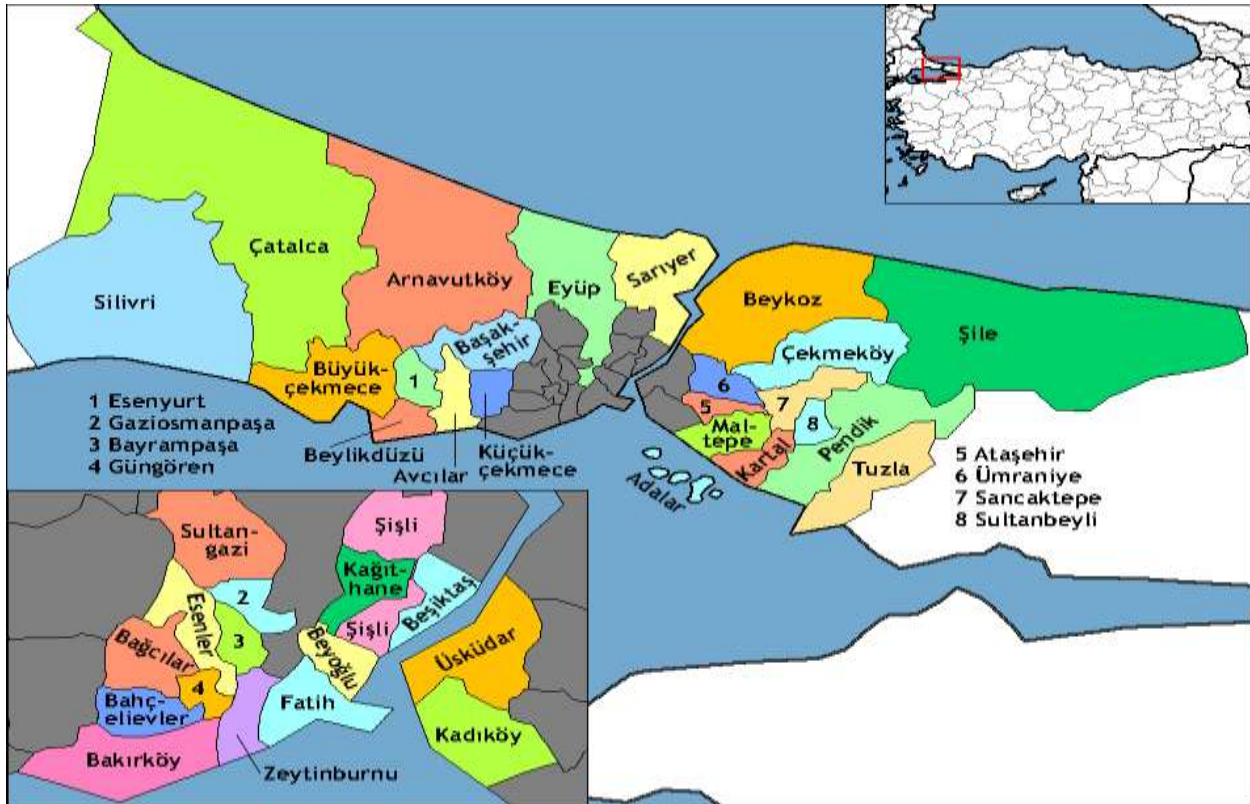 Çatalca
Silivri
Arnavutköy
Eyüp
Sarıyer
Beykoz
Şile
Başak-
şehir
Çekmeköy
Büyük-
çekmece
1
6
5
7
8
Mal-
tepe
Kartal
Pendik
Tuzla
Adalar
Beylikdüzü
Avcılar
Küçük-
çekmece
1 Esenyurt
2 Gaziosmanpaşa
3 Bayrampaşa
4 Güngören
5 Ataşehir
6 Ümraniye
7 Sancaktepe
8 Sultanbeyli
Sultan-
gazi
Şişli
Kağıt-
hane
2
Esenler
3
Şişli
Beşiktaş
Beyoğlu
Bağcılar
4
Bahç-
elievler
Fatih
Üsküdar
Kadıköy
Bakırköy
Zeytinburnu